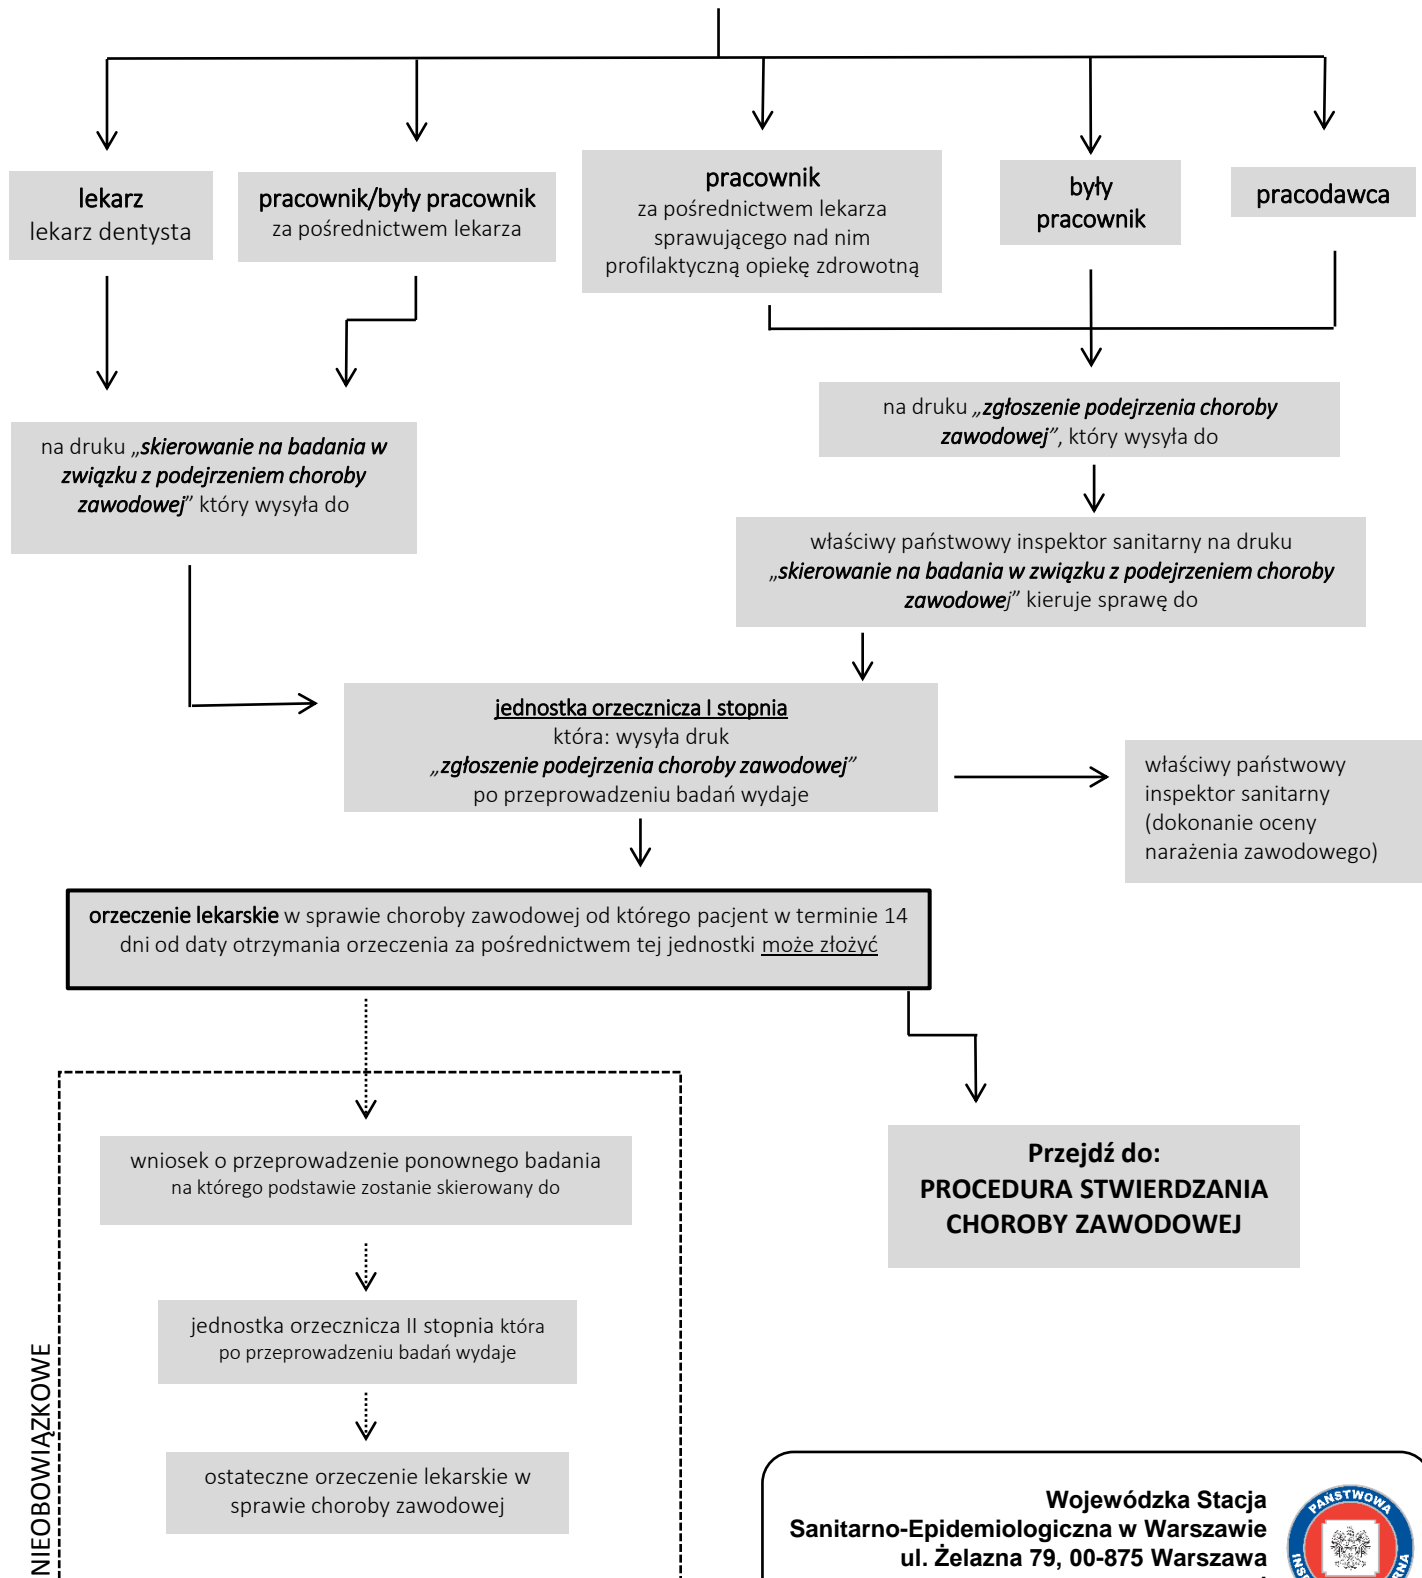 lekarz
lekarz dentysta
pracownik/były pracownik
za pośrednictwem lekarza
pracownik
za pośrednictwem lekarza
sprawującego nad nim
profilaktyczną opiekę zdrowotną
były
pracownik
pracodawca
na druku „skierowanie na badania w
związku z podejrzeniem choroby
zawodowej” który wysyła do
na druku „zgłoszenie podejrzenia choroby
zawodowej”, który wysyła do
właściwy państwowy inspektor sanitarny na druku
„skierowanie na badania w związku z podejrzeniem choroby
zawodowej” kieruje sprawę do
jednostka orzecznicza I stopnia
która: wysyła druk
„zgłoszenie podejrzenia choroby zawodowej”
po przeprowadzeniu badań wydaje
właściwy państwowy
inspektor sanitarny
(dokonanie oceny
narażenia zawodowego)
orzeczenie lekarskie w sprawie choroby zawodowej od którego pacjent w terminie 14
dni od daty otrzymania orzeczenia za pośrednictwem tej jednostki może złożyć
wniosek o przeprowadzenie ponownego badania
na którego podstawie zostanie skierowany do
Przejdź do:
PROCEDURA STWIERDZANIA
CHOROBY ZAWODOWEJ
jednostka orzecznicza II stopnia która
po przeprowadzeniu badań wydaje
ostateczne orzeczenie lekarskie w
sprawie choroby zawodowej
NIEOBOWIĄZKOWE
Wojewódzka Stacja
Sanitarno-Epidemiologiczna w Warszawie
ul. Żelazna 79, 00-875 Warszawa
PAŃSTWOWA